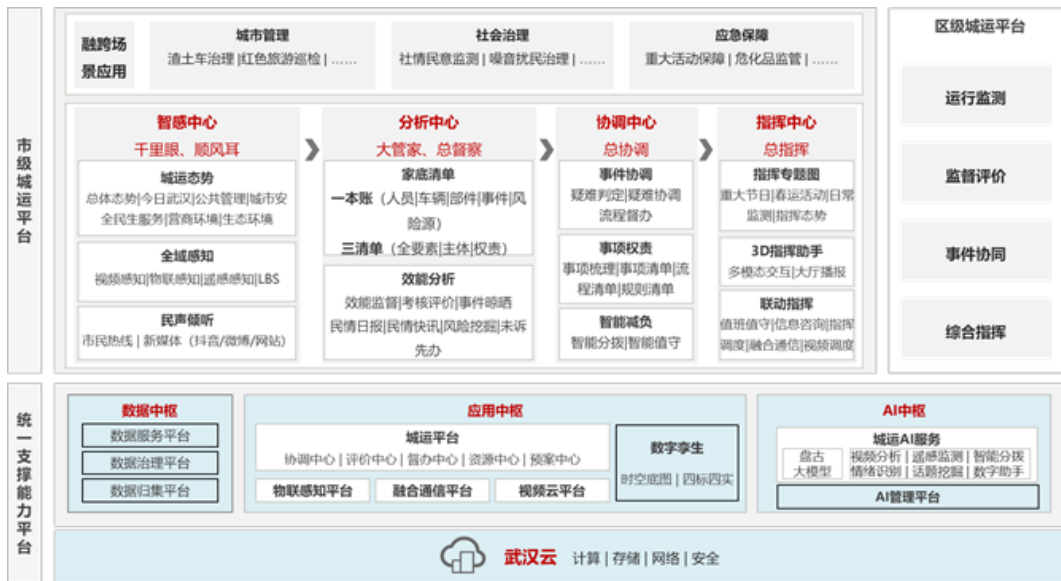 市级城运平台
融跨场
景应用
城市管理
渣土车治理|红色旅游巡检|......
社会治理
社情民意监测|噪音扰民治理|......
应急保障
重大活动保障|危化品监管|......
智感中心
千里眼、顺风耳
城运态势
总体态势|今日武汉|公共管理|城市安
全民生服务|营商环境|生态环境
全域感知
视频感知|物联感知|遥感感知|LBS
民声倾听
市民热线|新媒体（抖音/微博/网站）
分析中心
大管家、总督察
家底清单
一本账（人员|车辆|部件|事件|风
险源）
三清单（全要素|主体|权责）
效能分析
效能监督|考核评价|事件晾晒
民情日报|民情快讯|风险挖掘|未诉
先办
协调中心
总协调
事件协调
疑难判定|疑难协调
流程督办
事项权责
事项梳理|事项清单|流
程清单|规则清单
智能减负
智能分拨|智能值守
指挥中心
总指挥
指挥专题图
重大节日|春运活动|日常
监测|指挥态势
3D指挥助手
多模态交互|大厅播报
联动指挥
值班值守|信息咨询|指挥
调度|融合通信|视频调度
区级城运平台
运行监测
监督评价
事件协同
综合指挥
统一支撑能力平台
数据中枢
数据服务平台
数据治理平台
数据归集平台
应用中枢
城运平台
协调中心|评价中心|督办中心|资源中心|预案中心
物联感知平台
融合通信平台
视频云平台
数字孪生
时空底图|四标四实
AI中枢
城运AI服务
盘古
大模型
视频分析|遥感监测|智能分拨
情绪识别|话题挖掘|数字助手
AI管理平台
武汉云 计算|存储|网络|安全